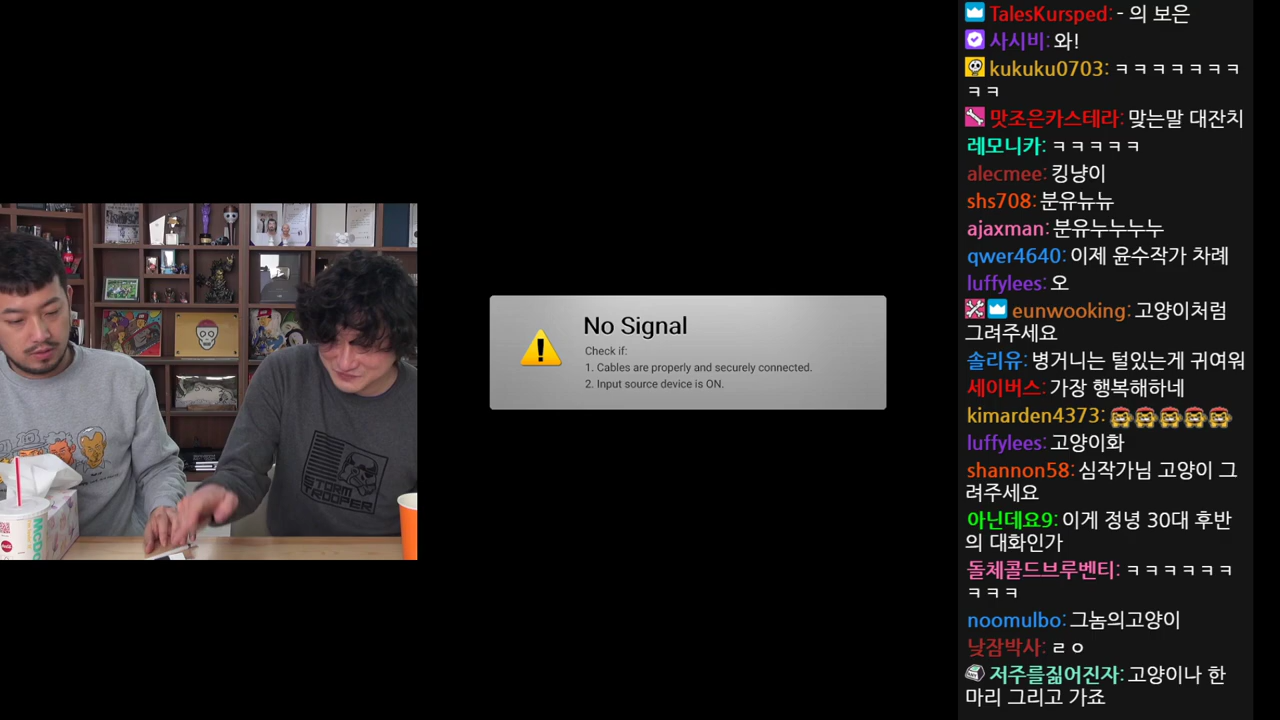 TalesKursped: - 의 보은
사시비: 와!
kukuku0703: ㅋㅋㅋㅋㅋㅋㅋ
ㅋㅋ
맛조은카스테라: 맞는말 대잔치
레모니카: ㅋㅋㅋㅋㅋ
alecmee: 킹냥이
shs708: 분유뉴뉴
ajaxman: 분유누누누누
qwer4640: 이제 윤수작가 차례
luffylees: 오
eunwooking: 고양이처럼
그려주세요
솔리유: 병거니는 털있는게 귀여워
세이버스: 가장 행복해하네
kimarden4373:
luffylees: 고양이화
shannon58: 심작가님 고양이 그
려주세요
아닌데요9: 이게 정녕 30대 후반
의 대화인가
돌체콜드브루벤티: ㅋㅋㅋㅋㅋㅋ
ㅋㅋㅋ
noomulbo: 그놈의고양이
낮잠박사: ㄹㅇ
저주를짊어진자: 고양이나 한
마리 그리고 가죠
No Signal
Check if:
1. Cables are properly and securely connected.
2. Input source device is ON.
STORM
TROOPER